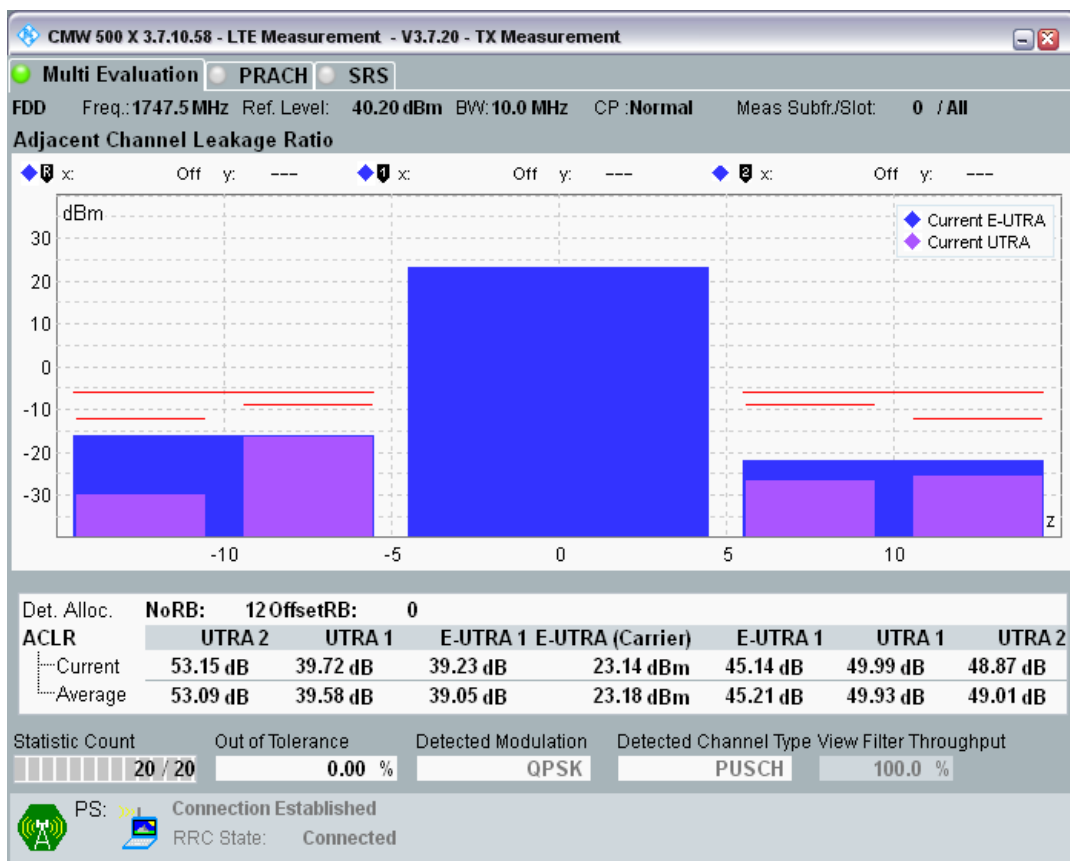 CMW 500 X 3.7.10.58 - LTE Measurement - V3.7.20 - TX Measurement
Multi Evaluation PRACH SRS
FDD Freq.: 1747.5 MHz Ref. Level: 40.20 dBm BW: 10.0 MHz CP :Normal Meas Subfr./Slot: 0 / All
Adjacent Channel Leakage Ratio
R x: Off y: --- 1 x: Off y: --- 2 x: Off y: ---
dBm
Current E-UTRA
Current UTRA
30
20
10
0
-10
-20
-30
z
-10 -5 0 5 10
Det. Alloc. NoRB: 12 OffsetRB: 0
ACLR UTRA 2 UTRA 1 E-UTRA 1 E-UTRA (Carrier) E-UTRA 1 UTRA 1 UTRA 2
Current 53.15 dB 39.72 dB 39.23 dB 23.14 dBm 45.14 dB 49.99 dB 48.87 dB
Average 53.09 dB 39.58 dB 39.05 dB 23.18 dBm 45.21 dB 49.93 dB 49.01 dB
Statistic Count Out of Tolerance Detected Modulation Detected Channel Type View Filter Throughput
20 / 20 0.00 % QPSK PUSCH 100.0 %
PS: Connection Established
RRC State: Connected